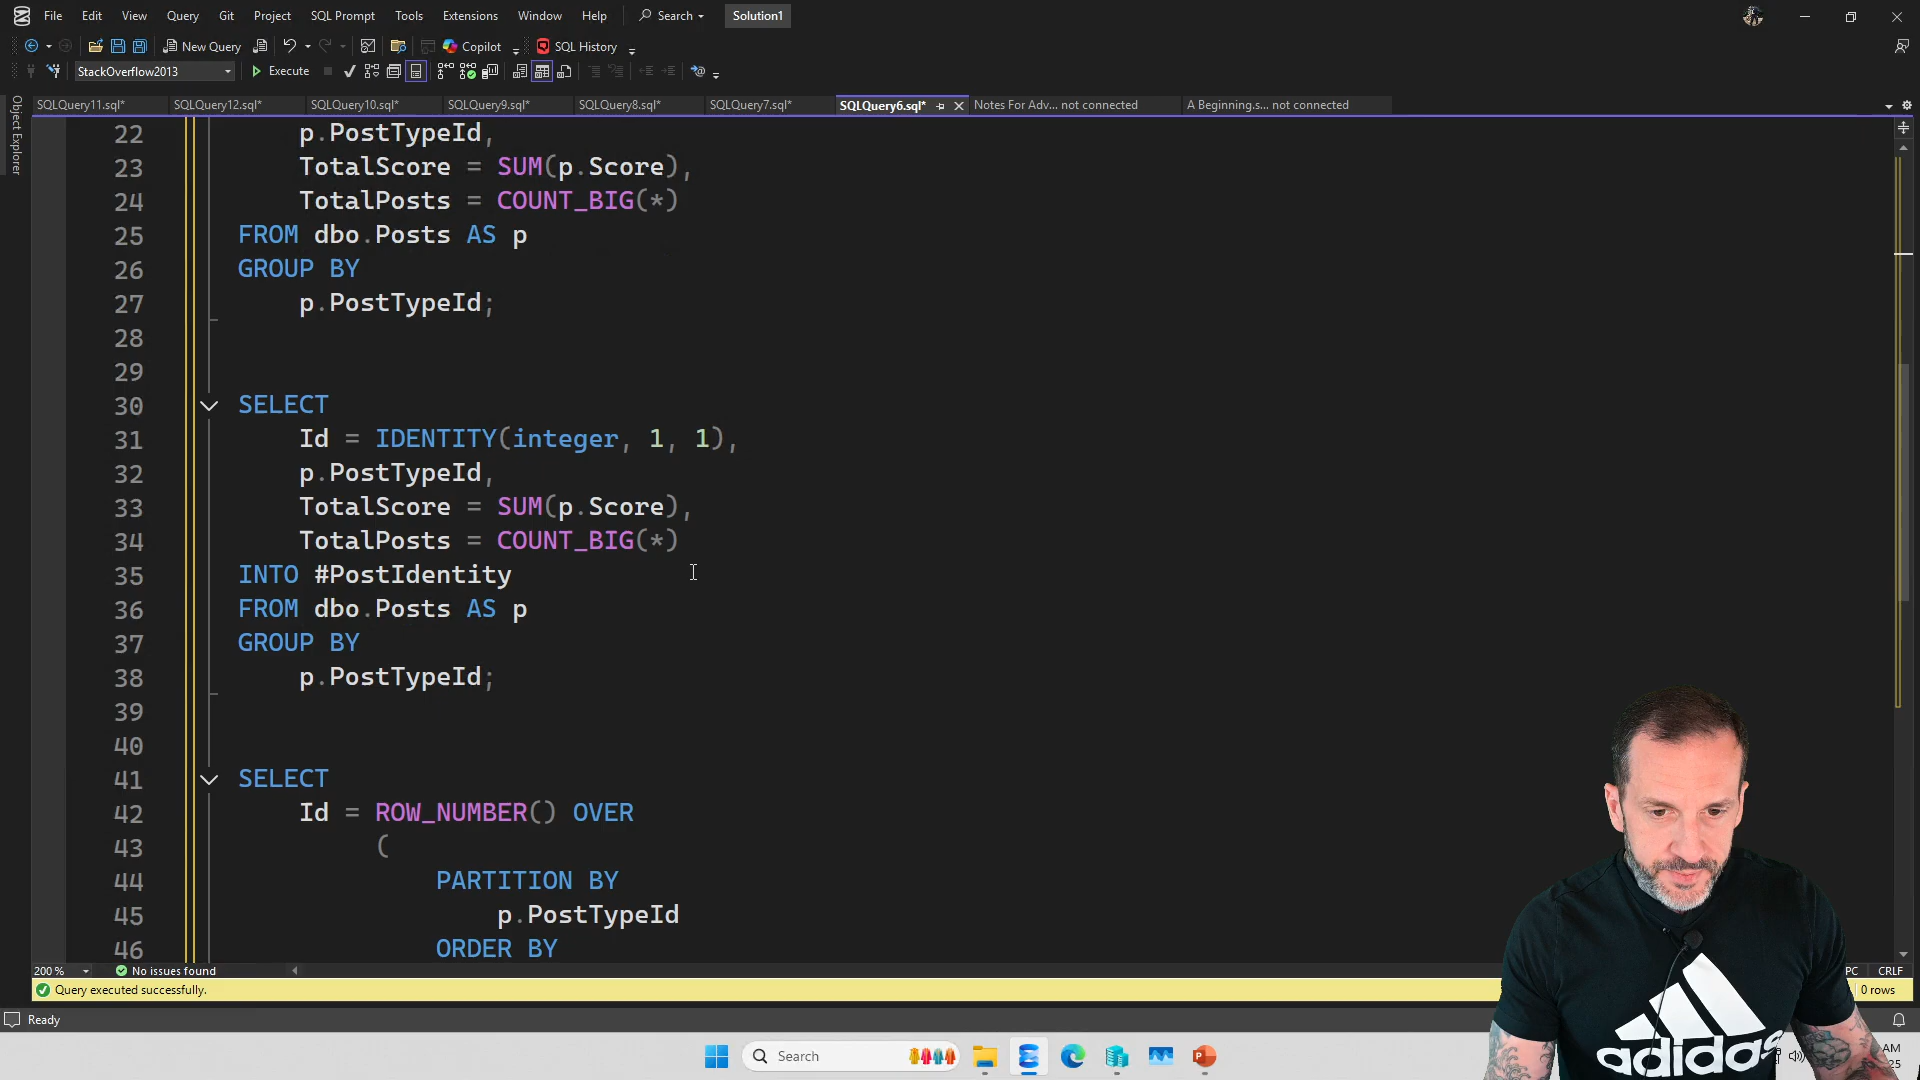 File Edit View Query Git Project SQL Prompt Tools Extensions Window Help Search Solution1
New Query Copilot SQL History
StackOverflow2013 Execute
SQLQuery11.sql* SQLQuery12.sql* SQLQuery10.sql* SQLQuery9.sql* SQLQuery8.sql* SQLQuery7.sql* SQLQuery6.sql* Notes For Adv... not connected A Beginning.s... not connected
Object Explorer
22 p.PostTypeId,
23 TotalScore = SUM(p.Score),
24 TotalPosts = COUNT_BIG(*)
25 FROM dbo.Posts AS p
26 GROUP BY
27 p.PostTypeId;
28
29
30 SELECT
31 Id = IDENTITY(integer, 1, 1),
32 p.PostTypeId,
33 TotalScore = SUM(p.Score),
34 TotalPosts = COUNT_BIG(*)
35 INTO #PostIdentity
36 FROM dbo.Posts AS p
37 GROUP BY
38 p.PostTypeId;
39
40
41 SELECT
42 Id = ROW_NUMBER() OVER
43 (
44 PARTITION BY
45 p.PostTypeId
46 ORDER BY
200 % No issues found PC CRLF
Query executed successfully. 0 rows
Ready
Search
AM
25
adidas